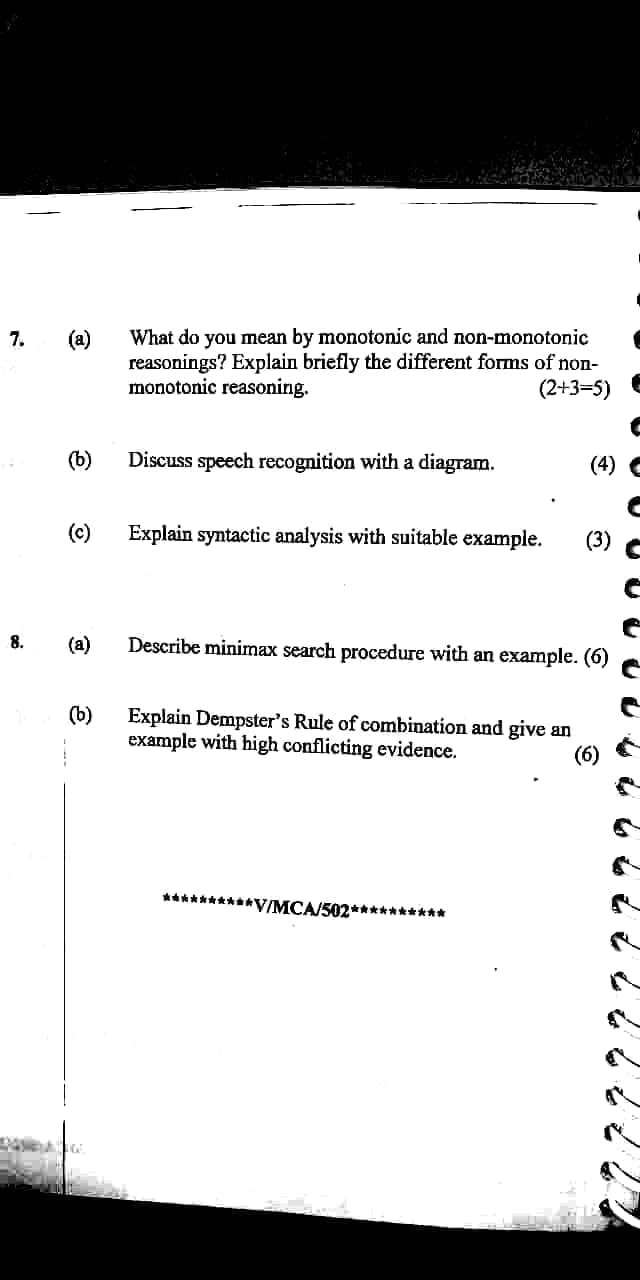 7. (a) What do you mean by monotonic and non-monotonic
reasonings? Explain briefly the different forms of non-
monotonic reasoning. (2+3=5)
(b) Discuss speech recognition with a diagram. (4)
(c) Explain syntactic analysis with suitable example. (3)
8. (a) Describe minimax search procedure with an example. (6)
(b) Explain Dempster's Rule of combination and give an
example with high conflicting evidence. (6)
**********V/MCA/502**********